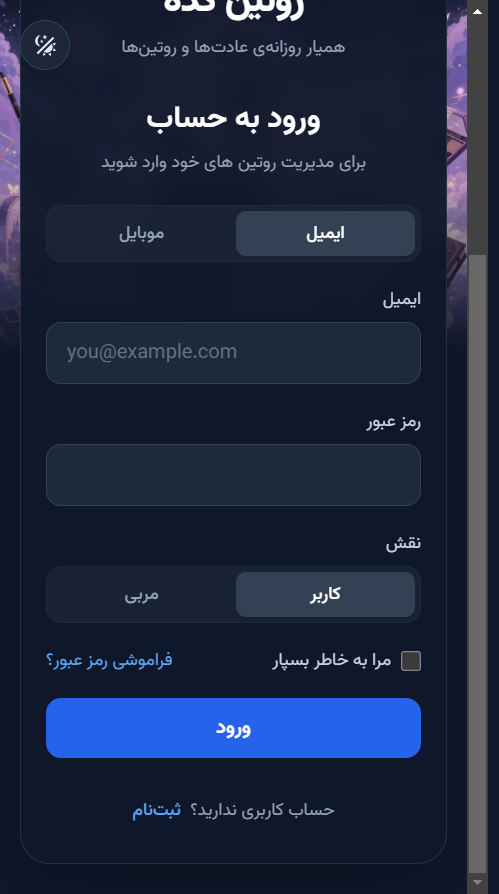 روتین کده
همیار روزانه‌ی عادت‌ها و روتین‌ها
ورود به حساب
برای مدیریت روتین های خود وارد شوید
ایمیل موبایل
ایمیل
you@example.com
رمز عبور
نقش
کاربر مربی
مرا به خاطر بسپار فراموشی رمز عبور؟
ورود
حساب کاربری ندارید؟ ثبت‌نام